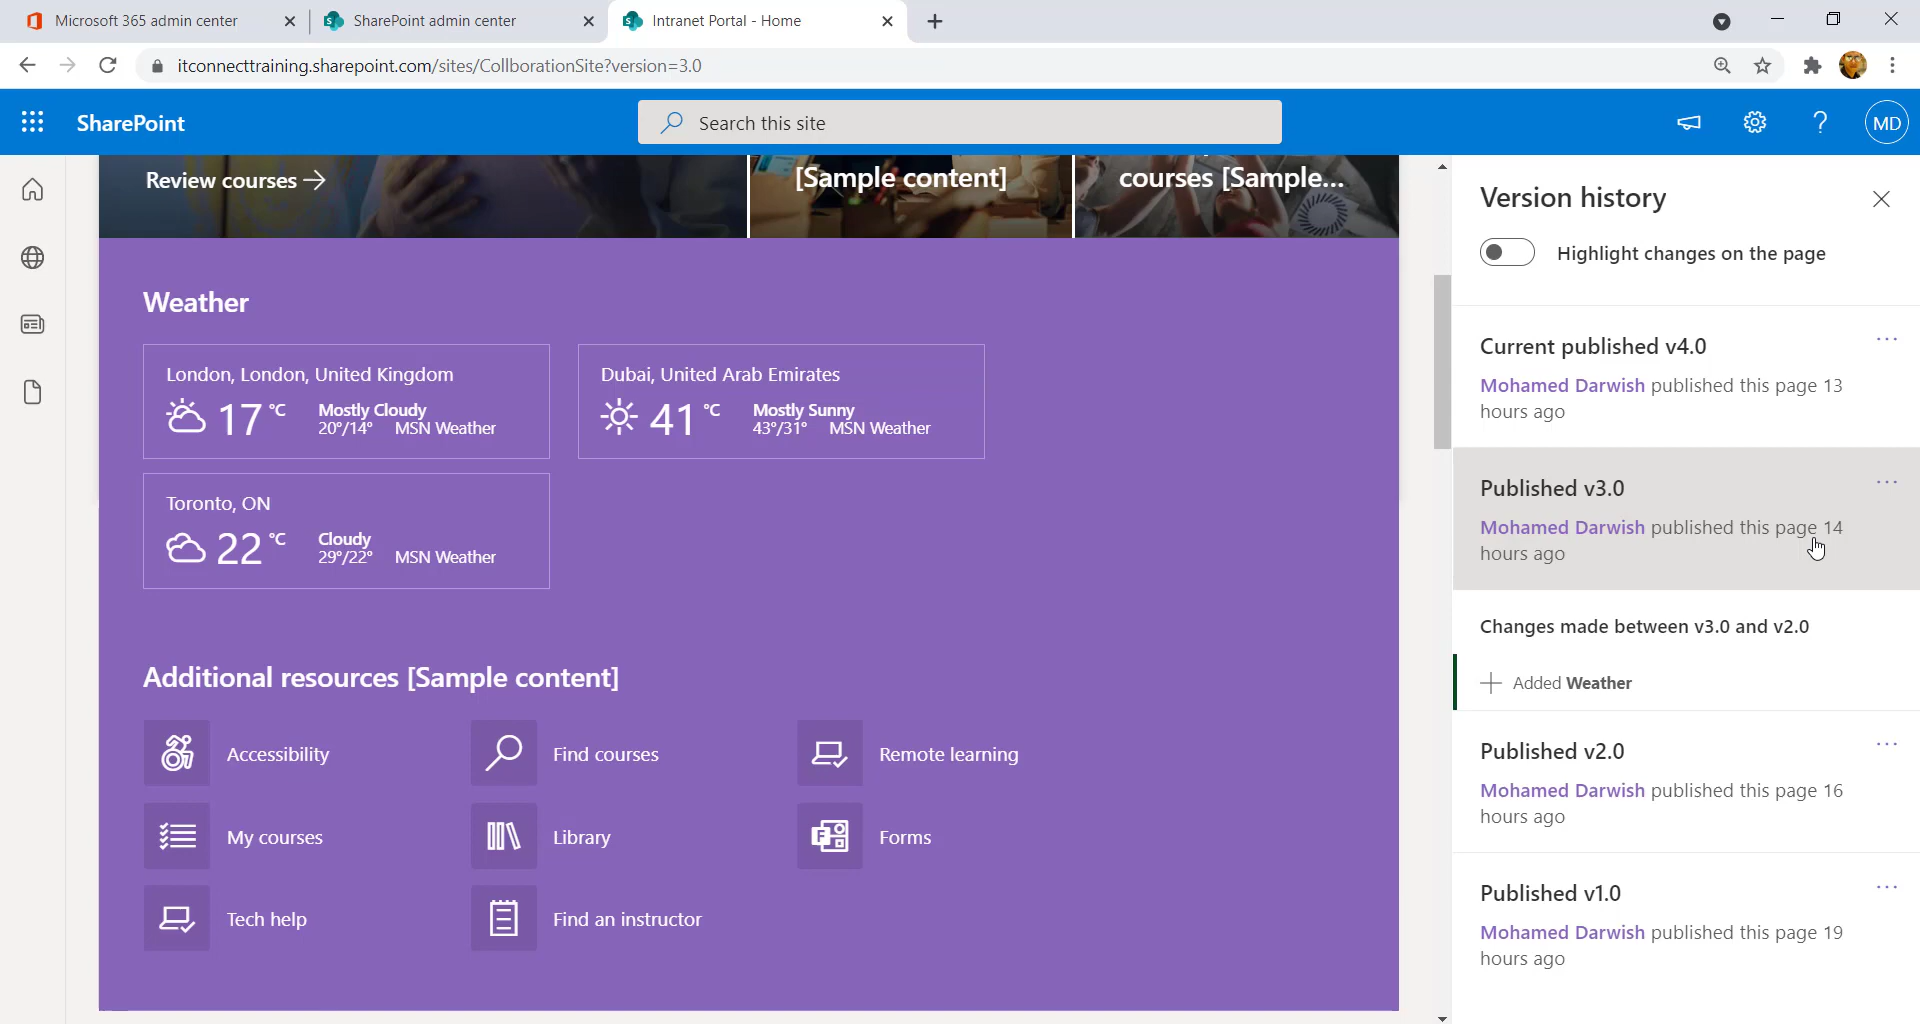 Microsoft 365 admin center
SharePoint admin center
Intranet Portal - Home
itconnecttraining.sharepoint.com/sites/CollborationSite?version=3.0
SharePoint
Search this site
MD
Review courses
[Sample content]
courses [Sample...
Weather
London, London, United Kingdom
17 °C
Mostly Cloudy
20°/14° MSN Weather
Dubai, United Arab Emirates
41 °C
Mostly Sunny
43°/31° MSN Weather
Toronto, ON
22 °C
Cloudy
29°/22° MSN Weather
Additional resources [Sample content]
Accessibility
Find courses
Remote learning
My courses
Library
Forms
Tech help
Find an instructor
Version history
Highlight changes on the page
Current published v4.0
Mohamed Darwish published this page 13
hours ago
Published v3.0
Mohamed Darwish published this page 14
hours ago
Changes made between v3.0 and v2.0
Added Weather
Published v2.0
Mohamed Darwish published this page 16
hours ago
Published v1.0
Mohamed Darwish published this page 19
hours ago